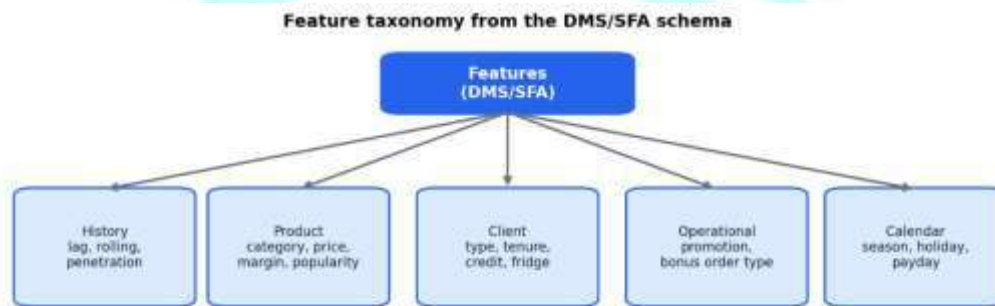 Feature taxonomy from the DMS/SFA schema
Features
(DMS/SFA)
History
lag, rolling,
penetration
Product
category, price,
margin, popularity
Client
type, tenure,
credit, fridge
Operational
promotion,
bonus order type
Calendar
season, holiday,
payday